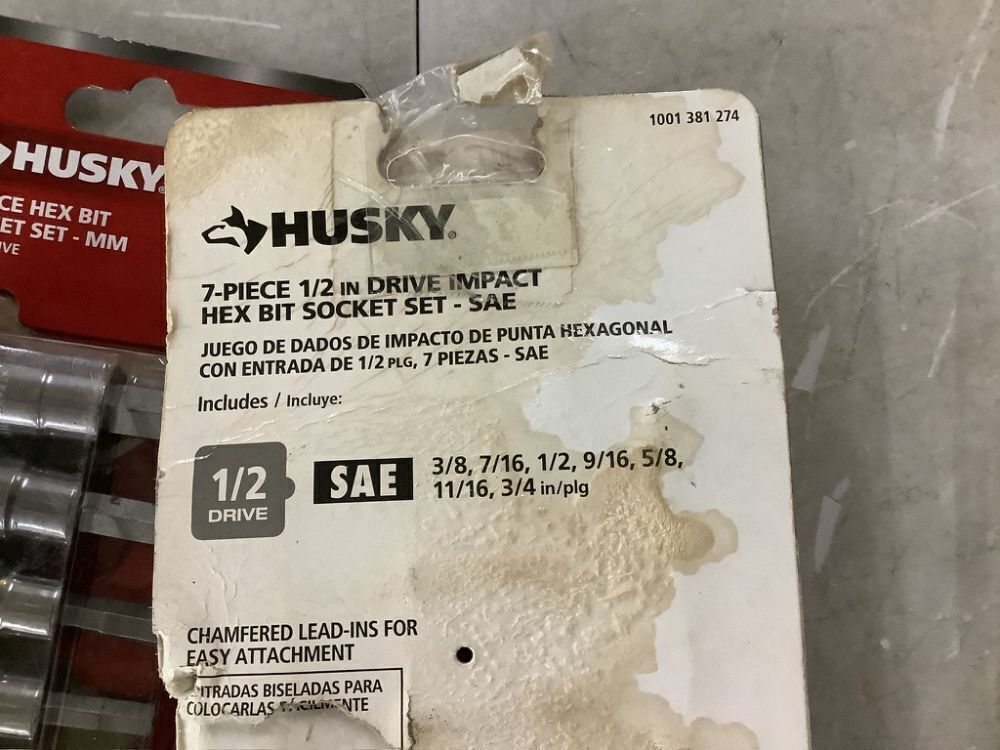 HUSKY
CE HEX BIT
ET SET - MM
IVE
1001 381 274
HUSKY
7-PIECE 1/2 IN DRIVE IMPACT
HEX BIT SOCKET SET - SAE
JUEGO DE DADOS DE IMPACTO DE PUNTA HEXAGONAL
CON ENTRADA DE 1/2 PLG, 7 PIEZAS - SAE
Includes / Incluye:
1/2
DRIVE
SAE
3/8, 7/16, 1/2, 9/16, 5/8,
11/16, 3/4 in/plg
CHAMFERED LEAD-INS FOR
EASY ATTACHMENT
NTRADAS BISELADAS PARA
COLOCARLAS FÁCILMENTE